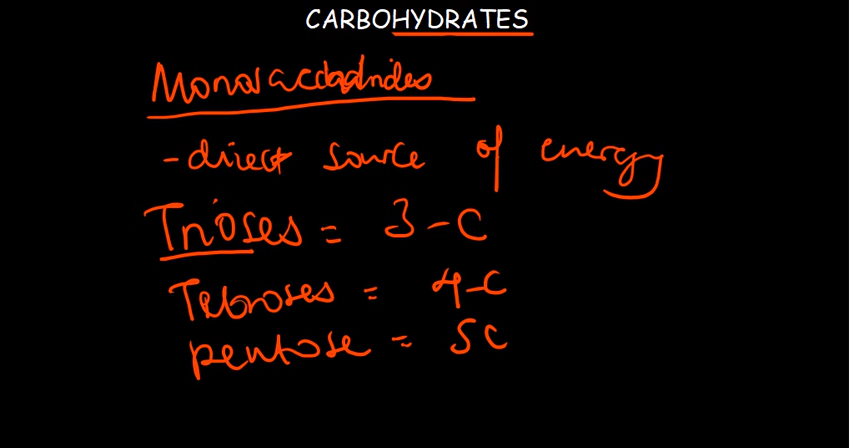 CARBOHYDRATES
Monosaccharides
- direct source of energy
Trioses = 3-C
Tetroses = 4-C
pentose = 5C